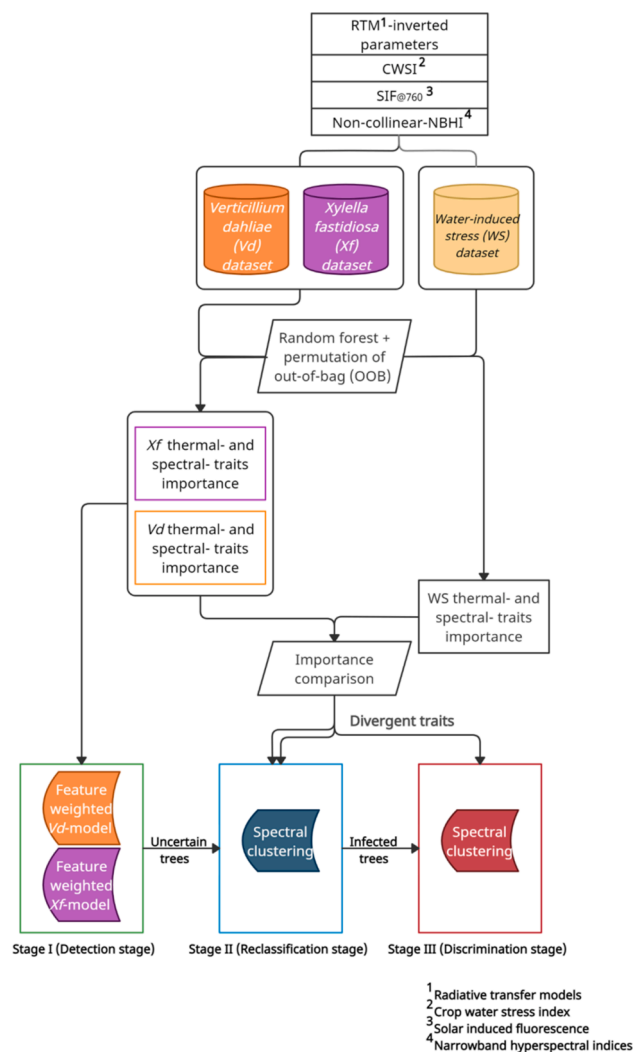 RTM1-inverted
parameters
CWSI2
SIF@760 3
Non-collinear-NBHI4
Verticillium
dahliae
(Vd)
dataset
Xylella
fastidiosa
(Xf)
dataset
Water-induced
stress (WS)
dataset
Random forest +
permutation of
out-of-bag (OOB)
Xf thermal- and
spectral- traits
importance
Vd thermal- and
spectral- traits
importance
WS thermal- and
spectral- traits
importance
Importance
comparison
Divergent traits
Feature
weighted
Vd-model
Feature
weighted
Xf-model
Uncertain
trees
Spectral
clustering
Infected
trees
Spectral
clustering
Stage I (Detection stage)
Stage II (Reclassification stage)
Stage III (Discrimination stage)
1Radiative transfer models
2Crop water stress index
3Solar induced fluorescence
4Narrowband hyperspectral indices